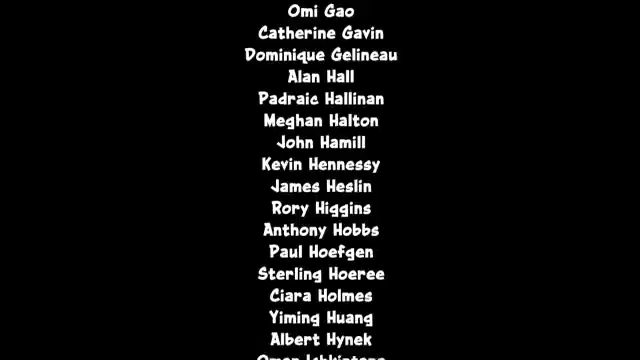 Omi Gao
Catherine Gavin
Dominique Gelineau
Alan Hall
Padraic Hallinan
Meghan Halton
John Hamill
Kevin Hennessy
James Heslin
Rory Higgins
Anthony Hobbs
Paul Hoefgen
Sterling Hoeree
Ciara Holmes
Yiming Huang
Albert Hynek